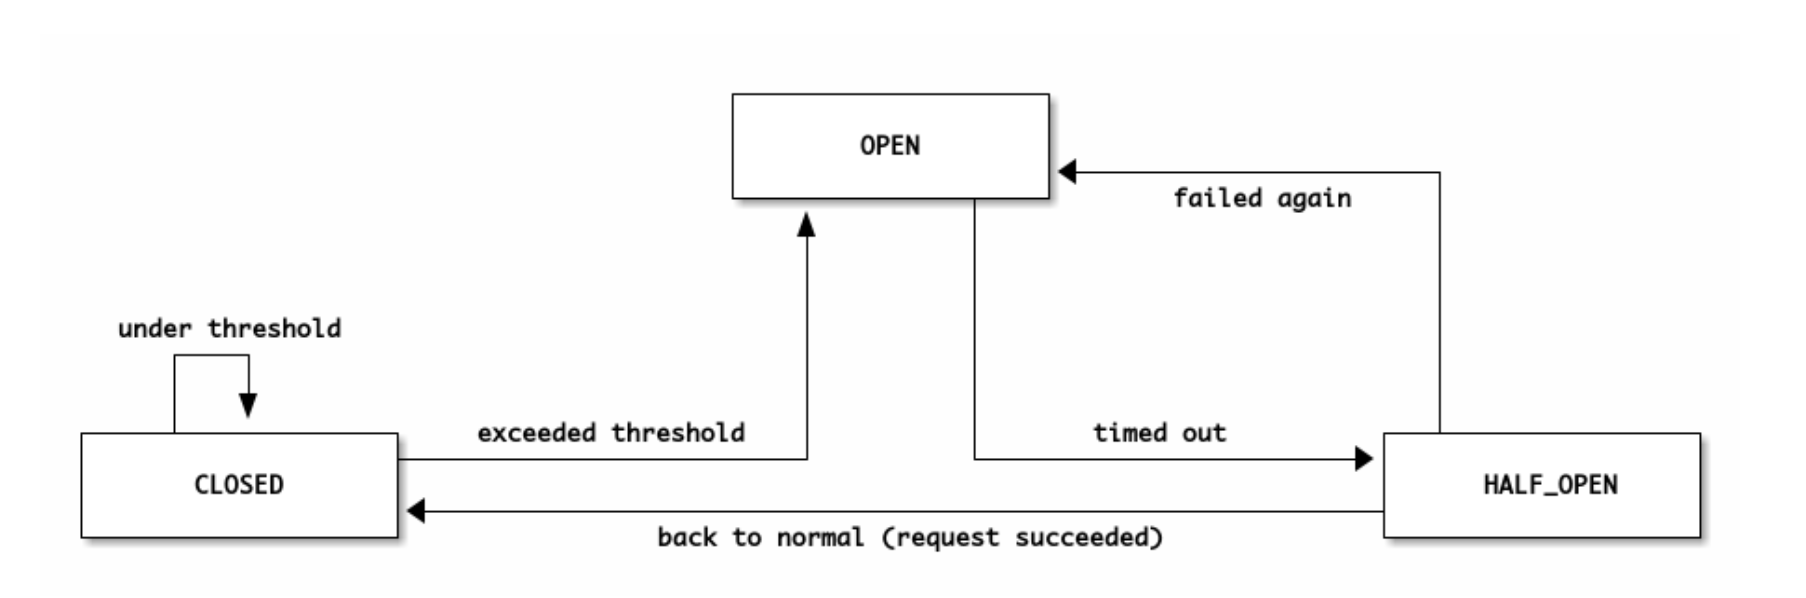 OPEN
failed again
under threshold
exceeded threshold
timed out
CLOSED
HALF_OPEN
back to normal (request succeeded)